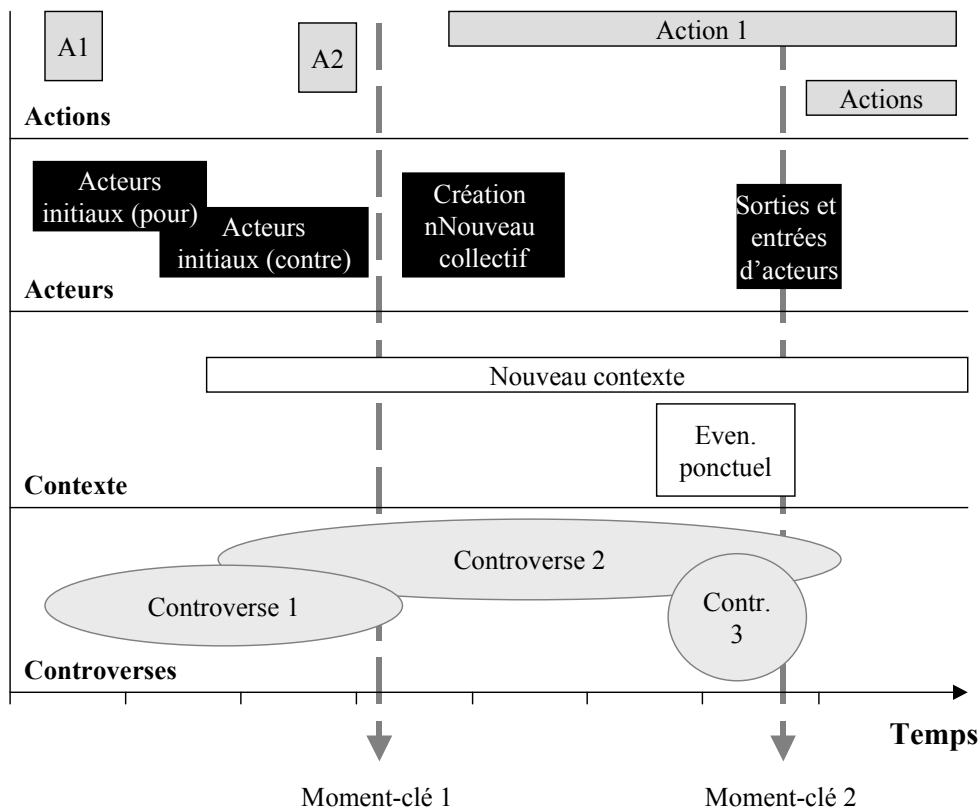 A1
A2
Action 1
Actions
Actions
Acteurs
initiaux (pour)
Acteurs
initiaux (contre)
Création
nNouveau
collectif
Sorties et
entrées
d’acteurs
Acteurs
Nouveau contexte
Even.
ponctuel
Contexte
Controverse 2
Controverse 1
Contr.
3
Controverses
Temps
Moment-clé 1
Moment-clé 2